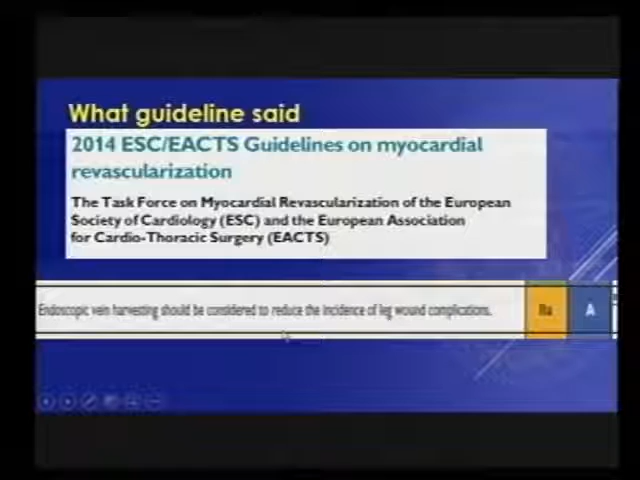 What guideline said
2014 ESC/EACTS Guidelines on myocardial
revascularization
The Task Force on Myocardial Revascularization of the European
Society of Cardiology (ESC) and the European Association
for Cardio-Thoracic Surgery (EACTS)
Endoscopic vein harvesting should be considered to reduce the incidence of leg wound complications. IIa A